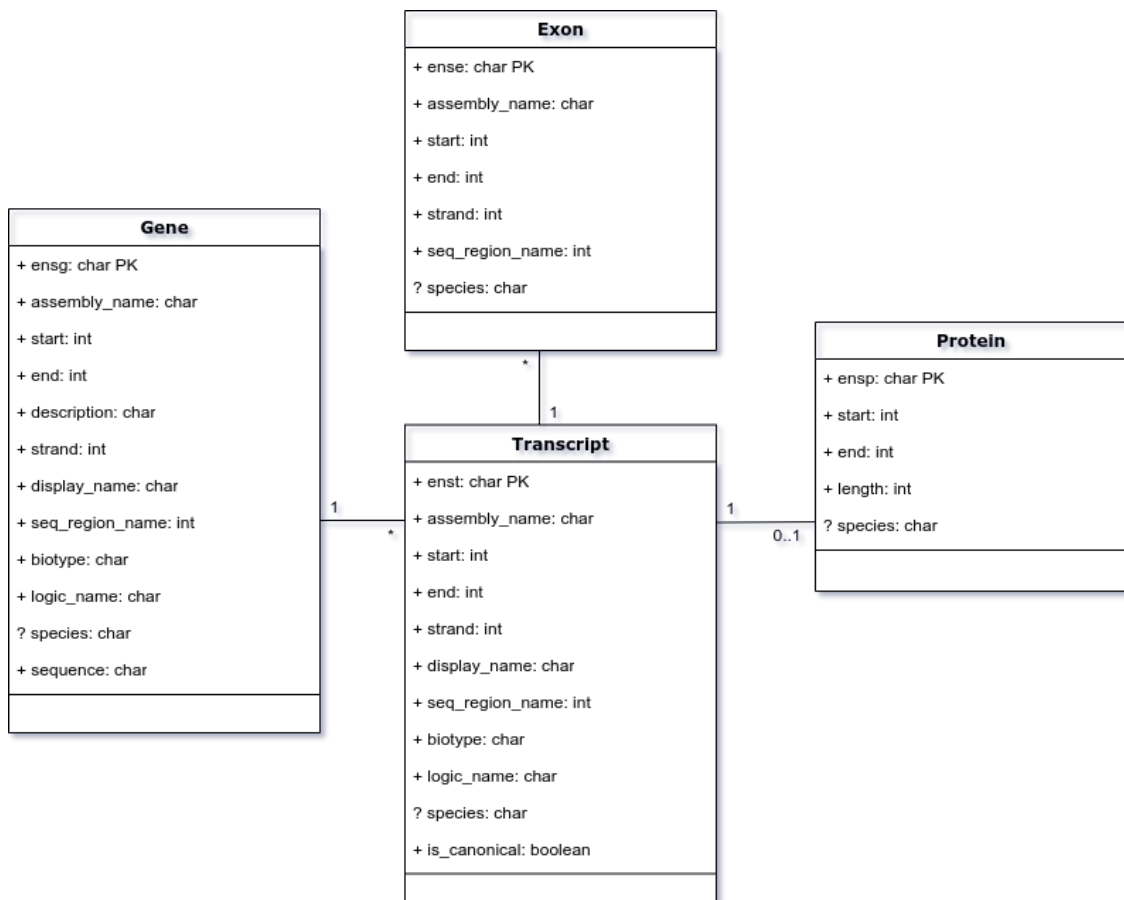 Exon
+ ense: char PK
+ assembly_name: char
+ start: int
+ end: int
+ strand: int
+ seq_region_name: int
? species: char
*
1
Gene
+ ensg: char PK
+ assembly_name: char
+ start: int
+ end: int
+ description: char
+ strand: int
+ display_name: char
+ seq_region_name: int
+ biotype: char
+ logic_name: char
? species: char
+ sequence: char
1
*
Transcript
+ enst: char PK
+ assembly_name: char
+ start: int
+ end: int
+ strand: int
+ display_name: char
+ seq_region_name: int
+ biotype: char
+ logic_name: char
? species: char
+ is_canonical: boolean
1
0..1
Protein
+ ensp: char PK
+ start: int
+ end: int
+ length: int
? species: char